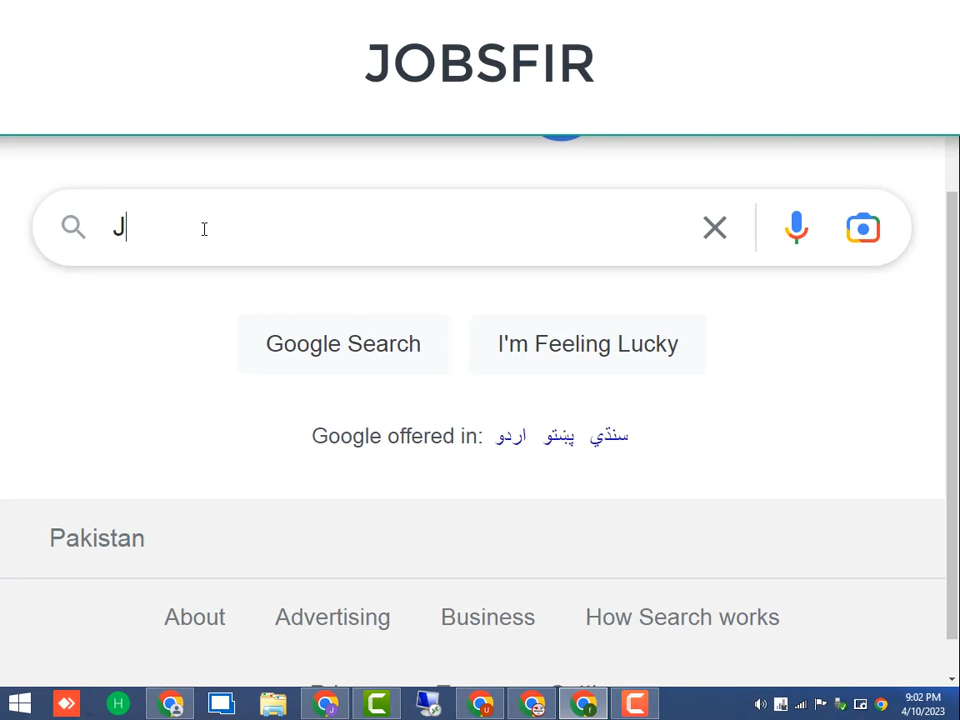 JOBSFIR
J
Google Search
I'm Feeling Lucky
Google offered in: اردو پښتو سنڌي
Pakistan
About
Advertising
Business
How Search works
9:02 PM
4/10/2023